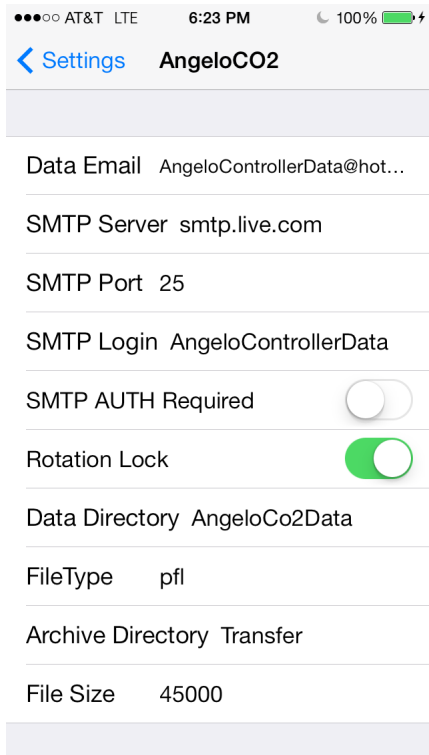 AT&T LTE 6:23 PM 100%
Settings AngeloCO2
Data Email AngeloControllerData@hot...
SMTP Server smtp.live.com
SMTP Port 25
SMTP Login AngeloControllerData
SMTP AUTH Required
Rotation Lock
Data Directory AngeloCo2Data
FileType pfl
Archive Directory Transfer
File Size 45000